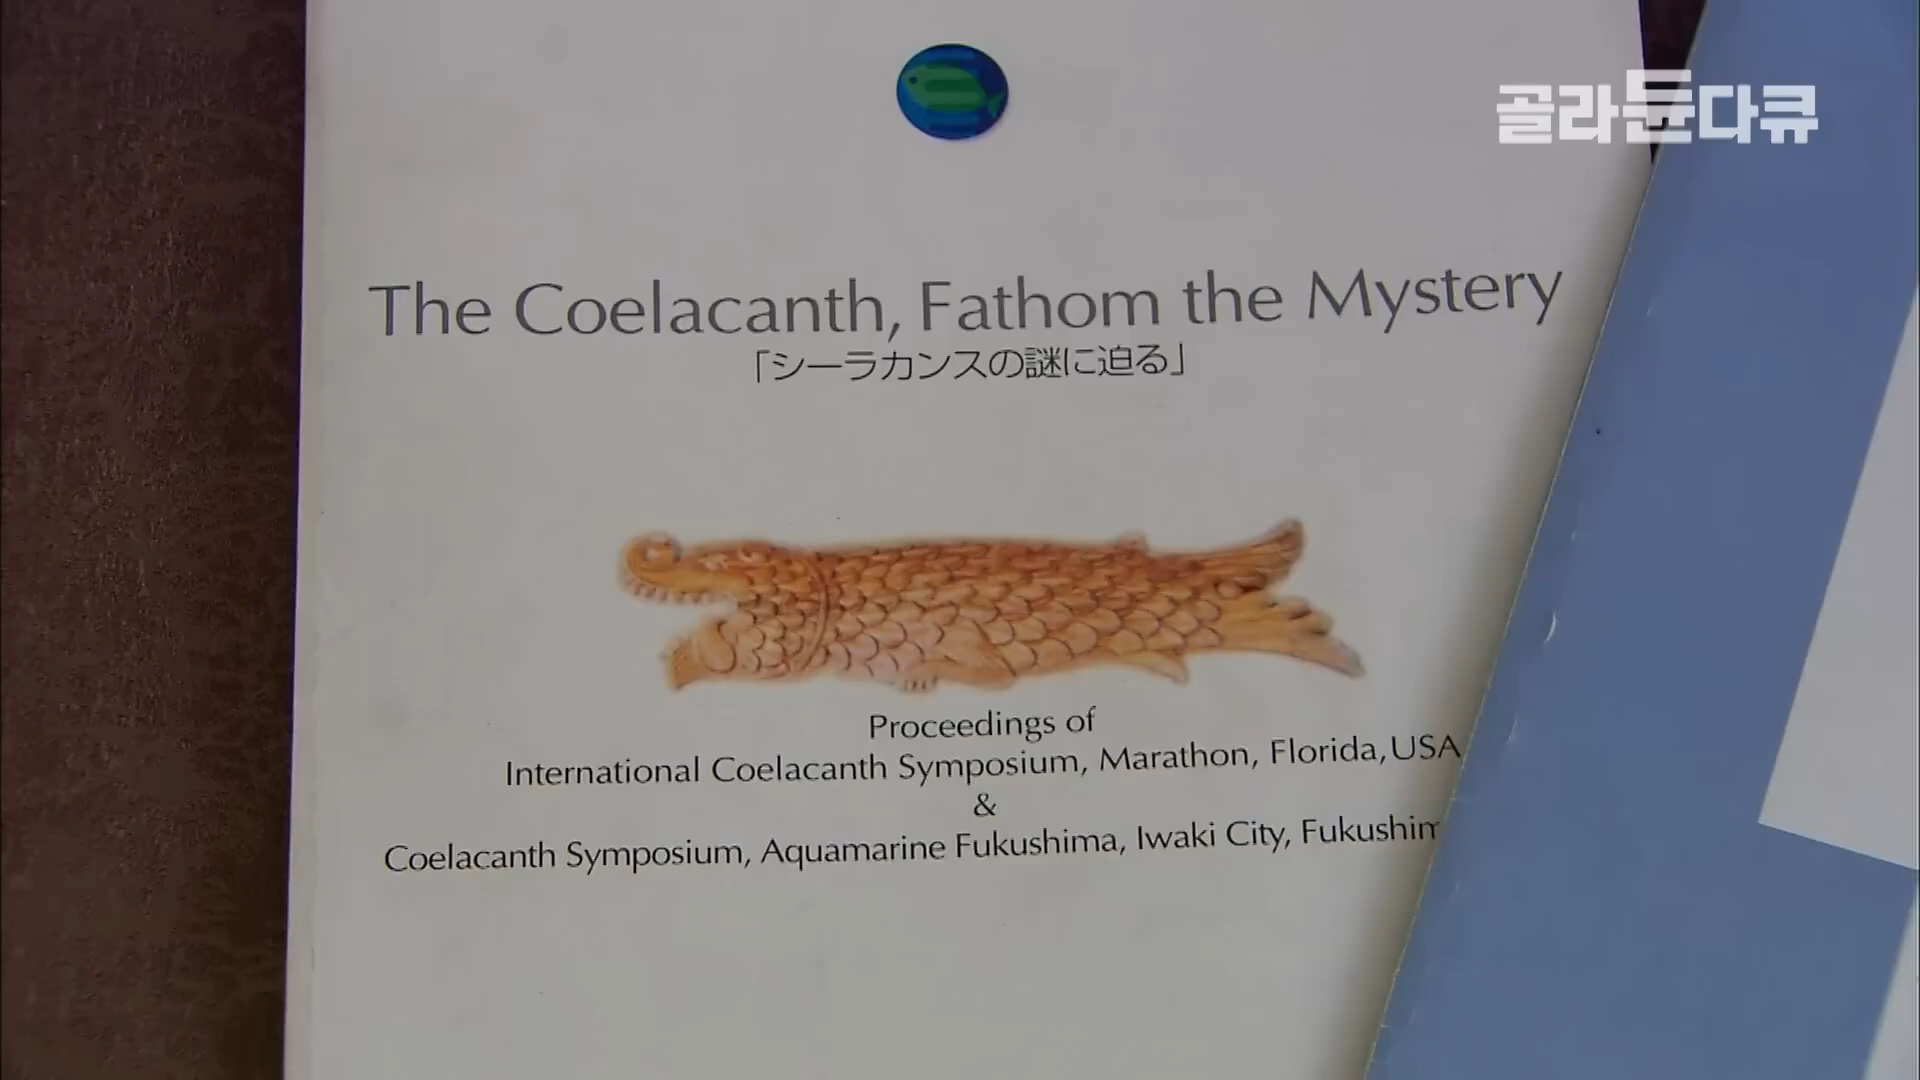 골라듄다큐
The Coelacanth, Fathom the Mystery
「シーラカンスの謎に迫る」
Proceedings of
International Coelacanth Symposium, Marathon, Florida, USA
&
Coelacanth Symposium, Aquamarine Fukushima, Iwaki City,